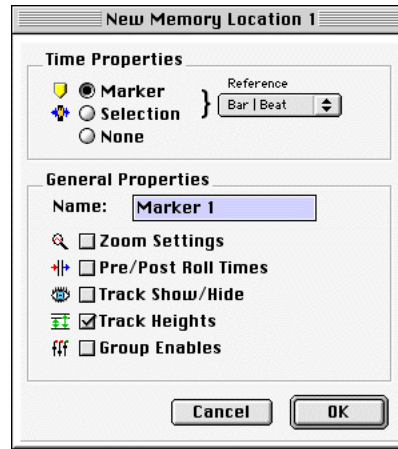 New Memory Location 1
Time Properties
Marker
Reference
Bar | Beat
Selection
None
General Properties
Name: Marker 1
Zoom Settings
Pre/Post Roll Times
Track Show/Hide
Track Heights
Group Enables
Cancel OK